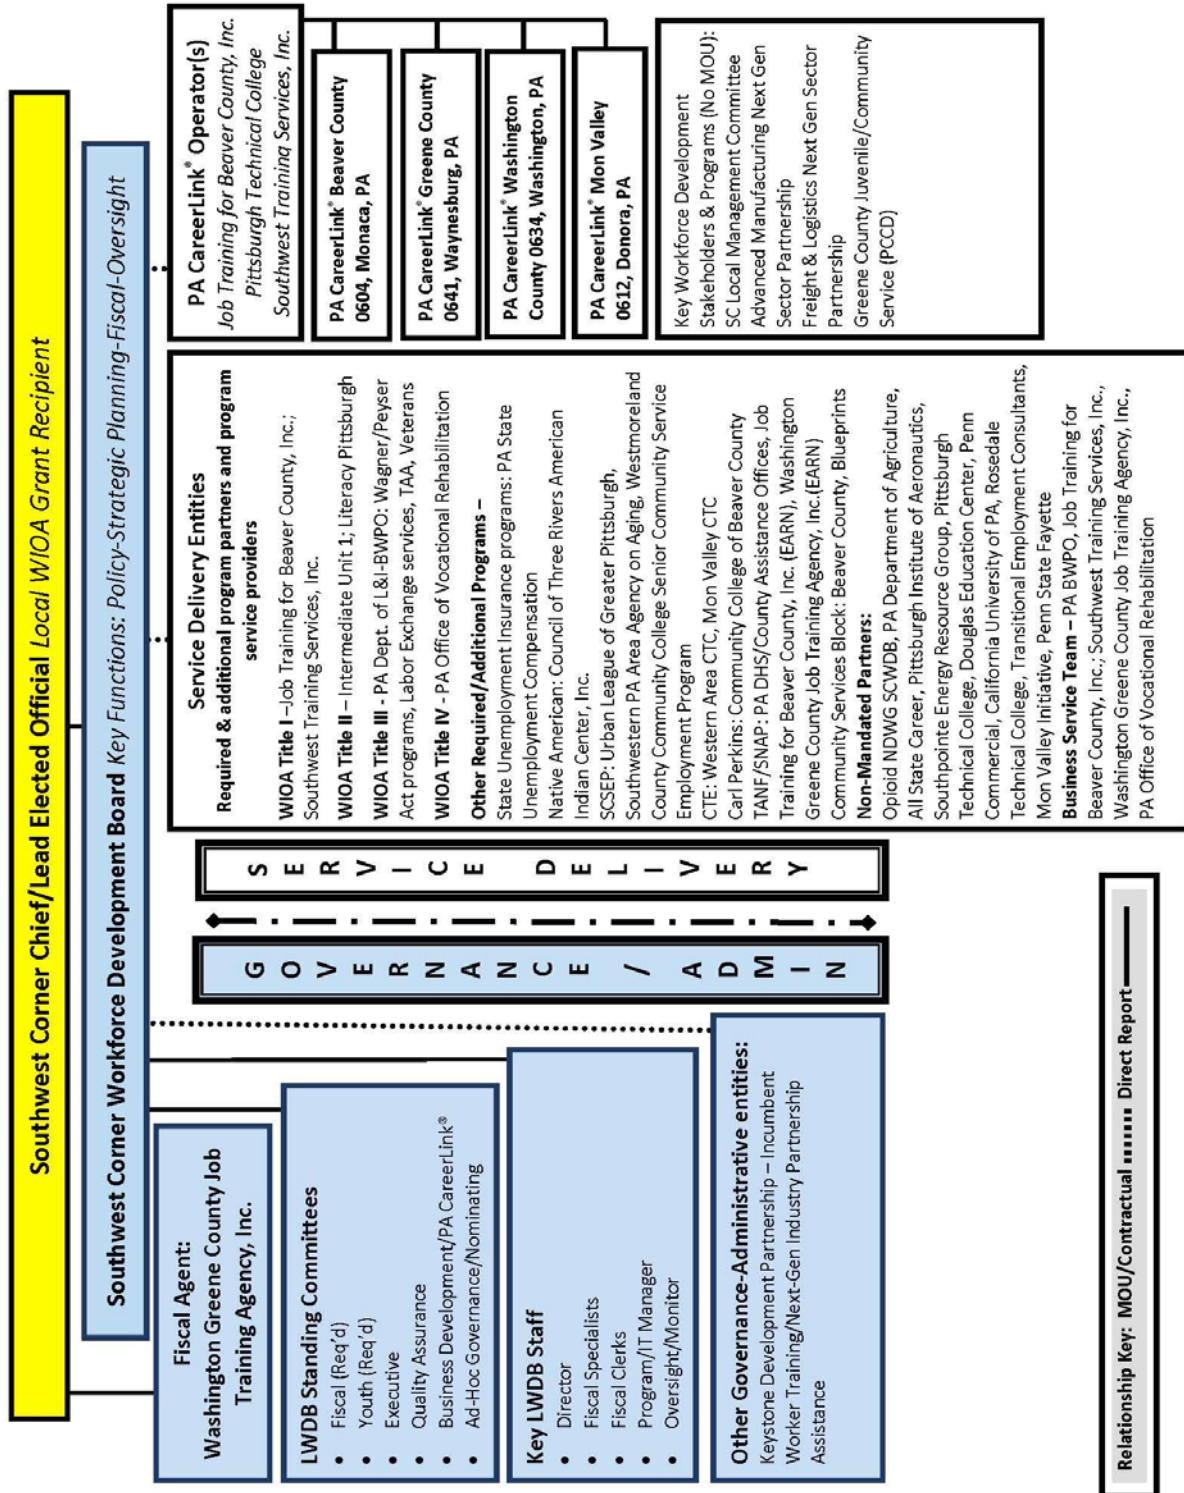 Southwest Corner Chief/Lead Elected Official Local WIOA Grant Recipient
Southwest Corner Workforce Development Board Key Functions: Policy-Strategic Planning-Fiscal-Oversight
Fiscal Agent:
Washington Greene County Job
Training Agency, Inc.
LWDB Standing Committees
• Fiscal (Req'd)
• Youth (Req'd)
• Executive
• Quality Assurance
• Business Development/PA CareerLink®
• Ad-Hoc Governance/Nominating
Key LWDB Staff
• Director
• Fiscal Specialists
• Fiscal Clerks
• Program/IT Manager
• Oversight/Monitor
Other Governance-Administrative entities:
Keystone Development Partnership – Incumbent
Worker Training/Next-Gen Industry Partnership
Assistance
GOVERNANCE / ADMIN
SERVICE DELIVERY
Service Delivery Entities
Required & additional program partners and program
service providers
WIOA Title I –Job Training for Beaver County, Inc.;
Southwest Training Services, Inc.
WIOA Title II – Intermediate Unit 1; Literacy Pittsburgh
WIOA Title III - PA Dept. of L&I-BWPO: Wagner/Peyser
Act programs, Labor Exchange services, TAA, Veterans
WIOA Title IV - PA Office of Vocational Rehabilitation
Other Required/Additional Programs –
State Unemployment Insurance programs: PA State
Unemployment Compensation
Native American: Council of Three Rivers American
Indian Center, Inc.
SCSEP: Urban League of Greater Pittsburgh,
Southwestern PA Area Agency on Aging, Westmoreland
County Community College Senior Community Service
Employment Program
CTE: Western Area CTC, Mon Valley CTC
Carl Perkins: Community College of Beaver County
TANF/SNAP: PA DHS/County Assistance Offices, Job
Training for Beaver County, Inc. (EARN), Washington
Greene County Job Training Agency, Inc.(EARN)
Community Services Block: Beaver County, Blueprints
Non-Mandated Partners:
Opioid NDWG SCWDB, PA Department of Agriculture,
All State Career, Pittsburgh Institute of Aeronautics,
Southpointe Energy Resource Group, Pittsburgh
Technical College, Douglas Education Center, Penn
Commercial, California University of PA, Rosedale
Technical College, Transitional Employment Consultants,
Mon Valley Initiative, Penn State Fayette
Business Service Team – PA BWPO, Job Training for
Beaver County, Inc.; Southwest Training Services, Inc.,
Washington Greene County Job Training Agency, Inc.,
PA Office of Vocational Rehabilitation
PA CareerLink® Operator(s)
Job Training for Beaver County, Inc.
Pittsburgh Technical College
Southwest Training Services, Inc.
PA CareerLink® Beaver County
0604, Monaca, PA
PA CareerLink® Greene County
0641, Waynesburg, PA
PA CareerLink® Washington
County 0634, Washington, PA
PA CareerLink® Mon Valley
0612, Donora, PA
Key Workforce Development
Stakeholders & Programs (No MOU):
SC Local Management Committee
Advanced Manufacturing Next Gen
Sector Partnership
Freight & Logistics Next Gen Sector
Partnership
Greene County Juvenile/Community
Service (PCCD)
Relationship Key: MOU/Contractual Direct Report